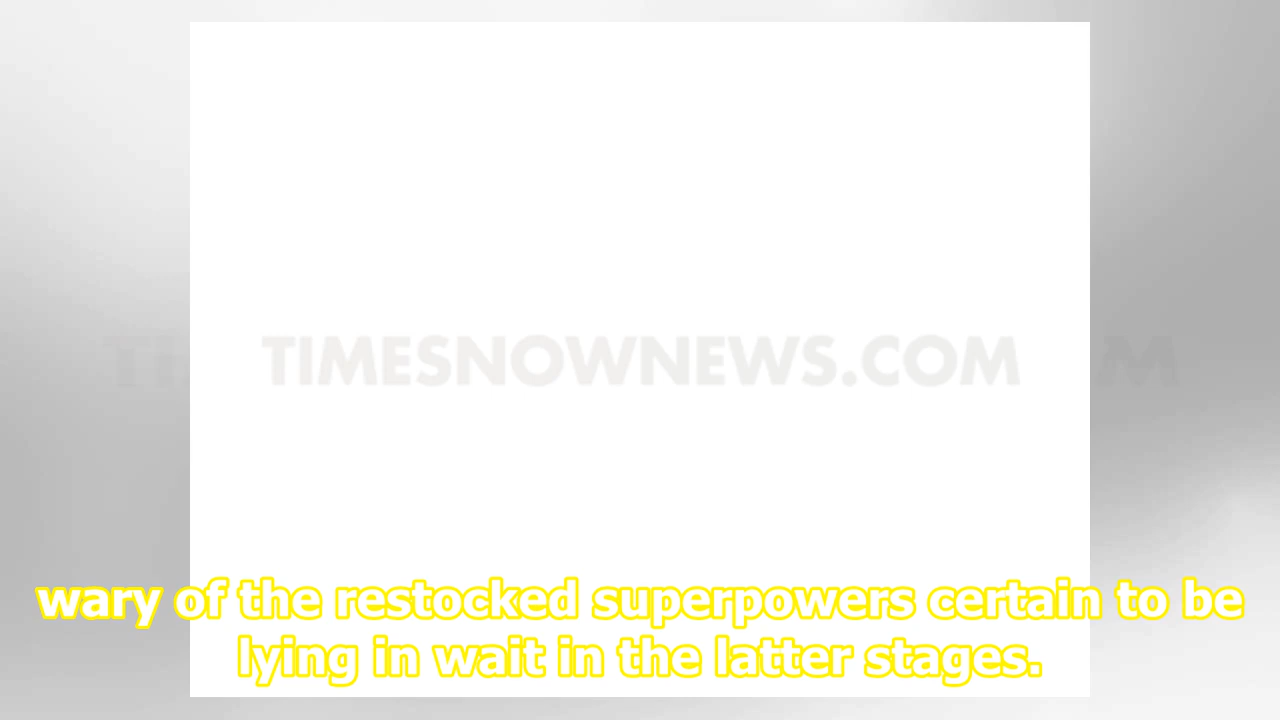 TIMESNOWNEWS.COM
wary of the restocked superpowers certain to be
lying in wait in the latter stages.